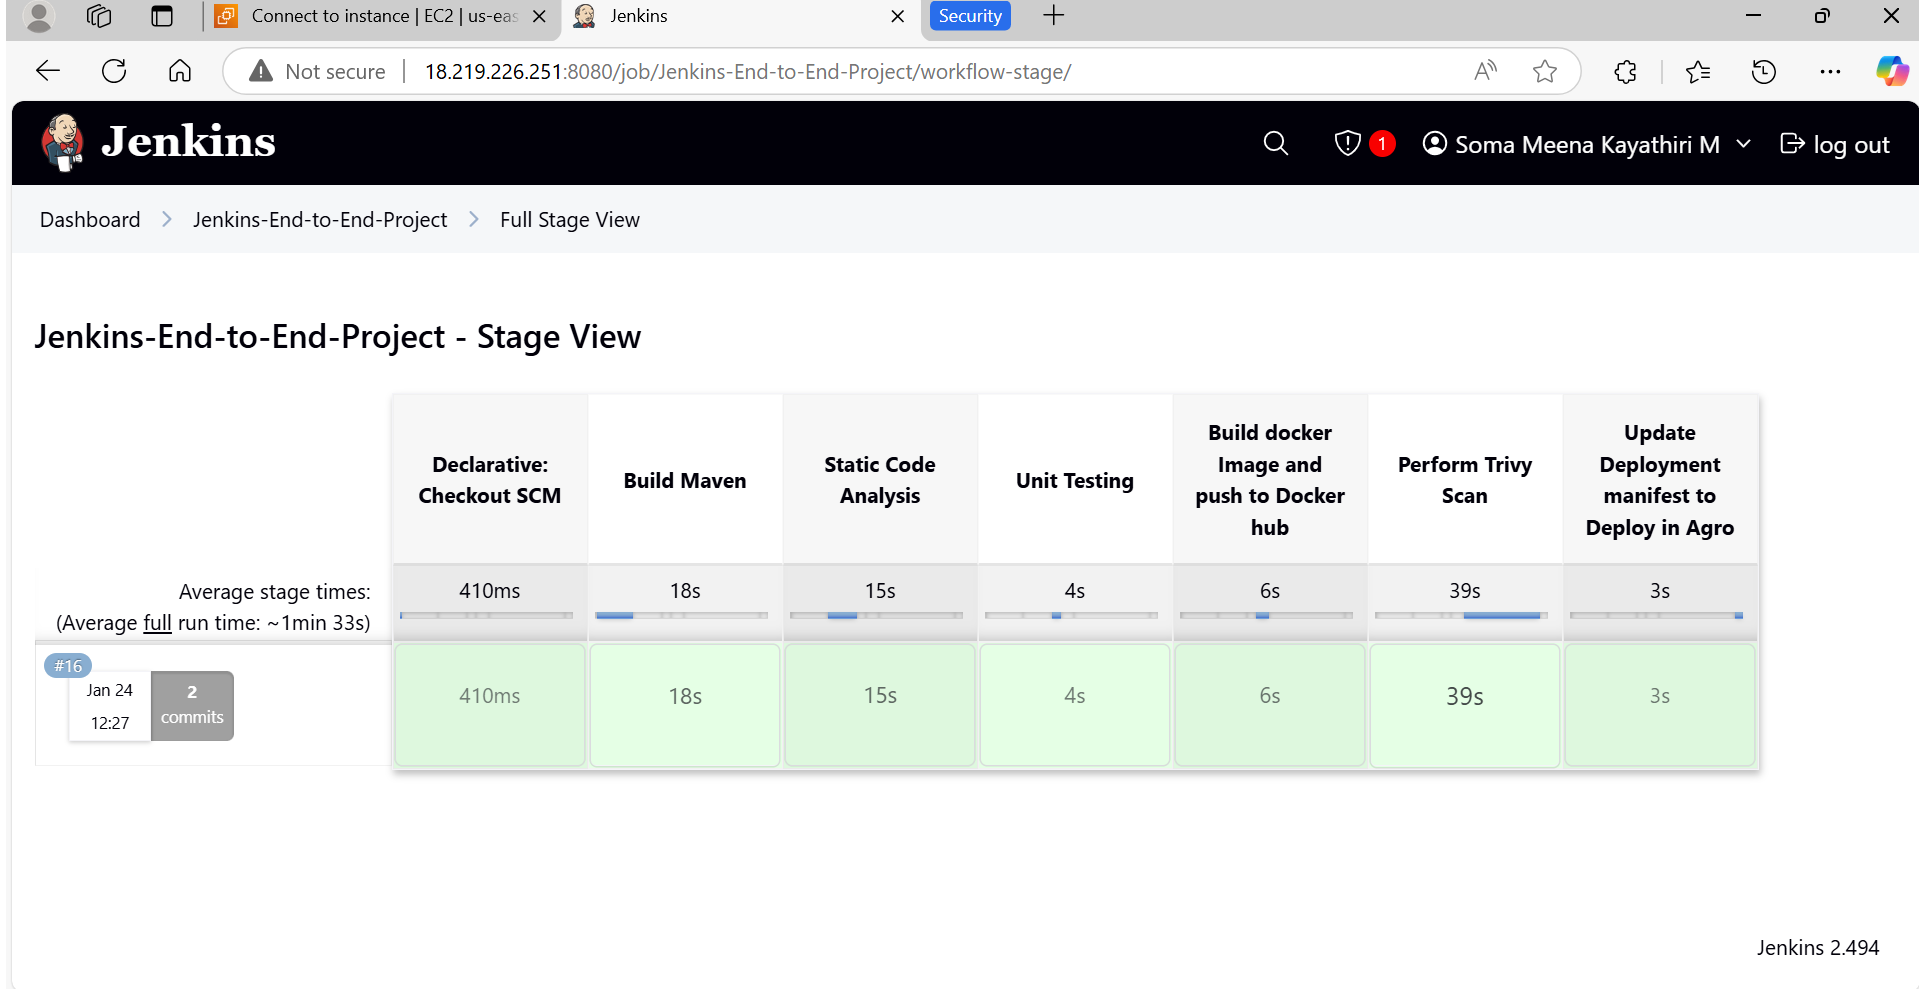 Connect to instance | EC2 | us-eas
Jenkins
Security
Not secure
18.219.226.251:8080/job/Jenkins-End-to-End-Project/workflow-stage/
Jenkins
1
Soma Meena Kayathiri M
log out
Dashboard
Jenkins-End-to-End-Project
Full Stage View
Jenkins-End-to-End-Project - Stage View
Declarative:
Checkout SCM
Build Maven
Static Code
Analysis
Unit Testing
Build docker
Image and
push to Docker
hub
Perform Trivy
Scan
Update
Deployment
manifest to
Deploy in Agro
Average stage times:
(Average full run time: ~1min 33s)
410ms
18s
15s
4s
6s
39s
3s
#16
Jan 24
12:27
2
commits
410ms
18s
15s
4s
6s
39s
3s
Jenkins 2.494